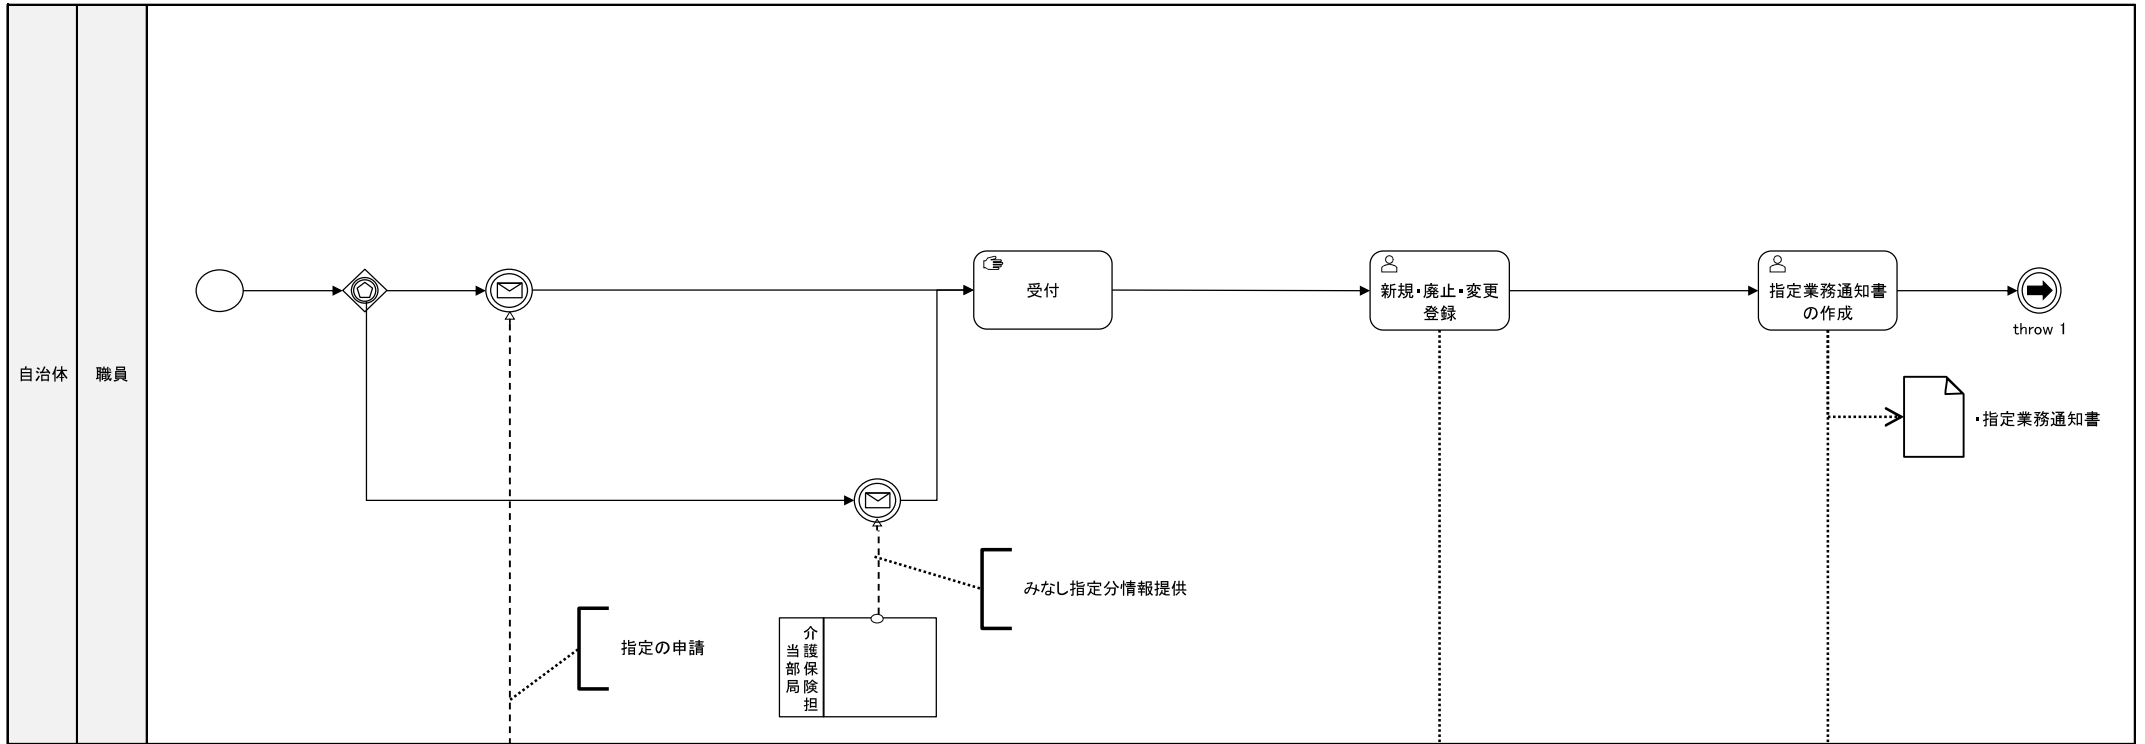 自治体
職員
受付
新規・廃止・変更
登録
指定業務通知書
の作成
throw 1
・指定業務通知書
みなし指定分情報提供
指定の申請
介護保険担
当部局